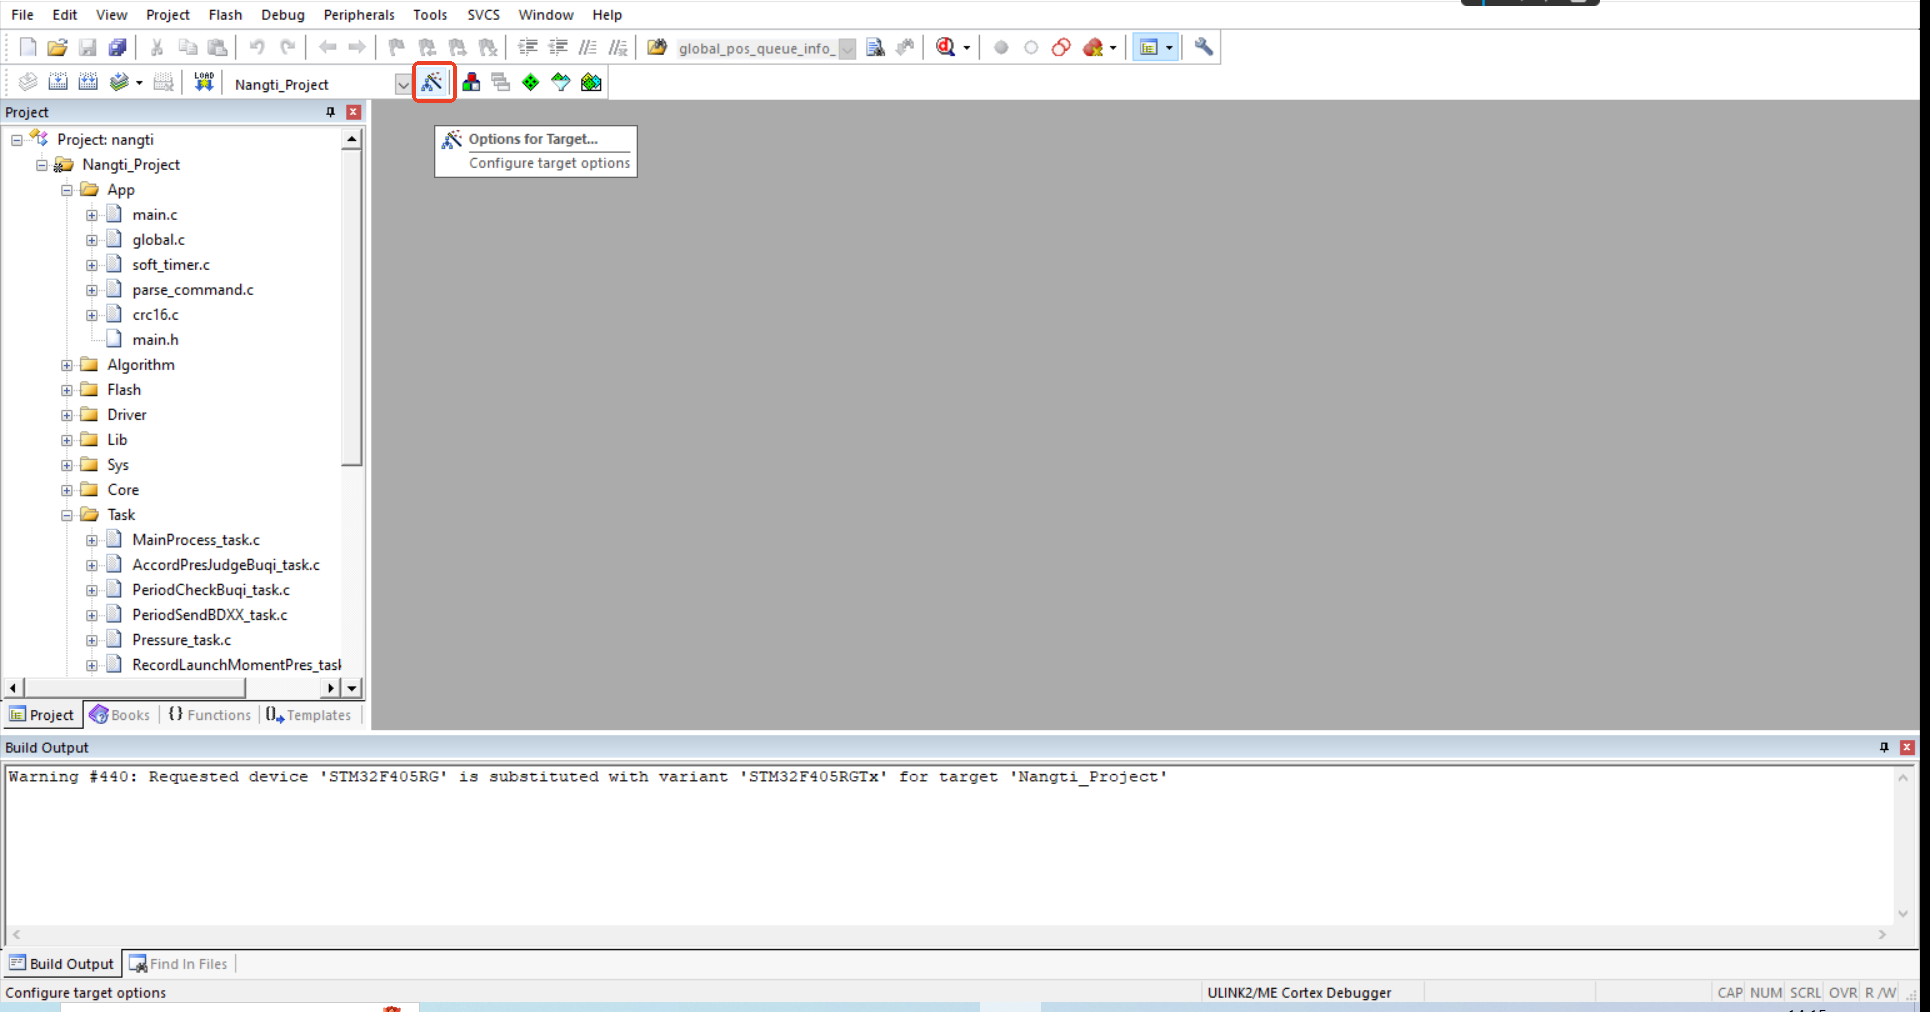 File Edit View Project Flash Debug Peripherals Tools SVCS Window Help
global_pos_queue_info_
LOAD Nangti_Project
Project
Options for Target...
Configure target options
Project: nangti
Nangti_Project
App
main.c
global.c
soft_timer.c
parse_command.c
crc16.c
main.h
Algorithm
Flash
Driver
Lib
Sys
Core
Task
MainProcess_task.c
AccordPresJudgeBuqi_task.c
PeriodCheckBuqi_task.c
PeriodSendBDXX_task.c
Pressure_task.c
RecordLaunchMomentPres_task
Project Books {} Functions Templates
Build Output
Warning #440: Requested device 'STM32F405RG' is substituted with variant 'STM32F405RGTx' for target 'Nangti_Project'
Build Output Find In Files
Configure target options ULINK2/ME Cortex Debugger CAP NUM SCRL OVR R/W